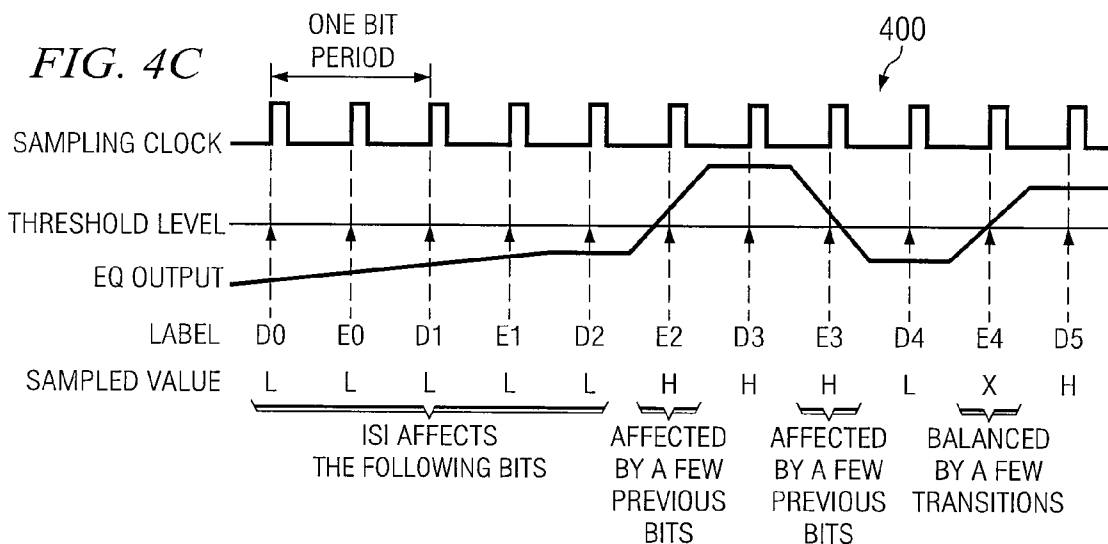 FIG. 4C
ONE BIT
PERIOD
400
SAMPLING CLOCK
THRESHOLD LEVEL
EQ OUTPUT
LABEL D0 E0 D1 E1 D2 E2 D3 E3 D4 E4 D5
SAMPLED VALUE L L L L L H H H L X H
ISI AFFECTS
THE FOLLOWING BITS
AFFECTED
BY A FEW
PREVIOUS
BITS
AFFECTED
BY A FEW
PREVIOUS
BITS
BALANCED
BY A FEW
TRANSITIONS